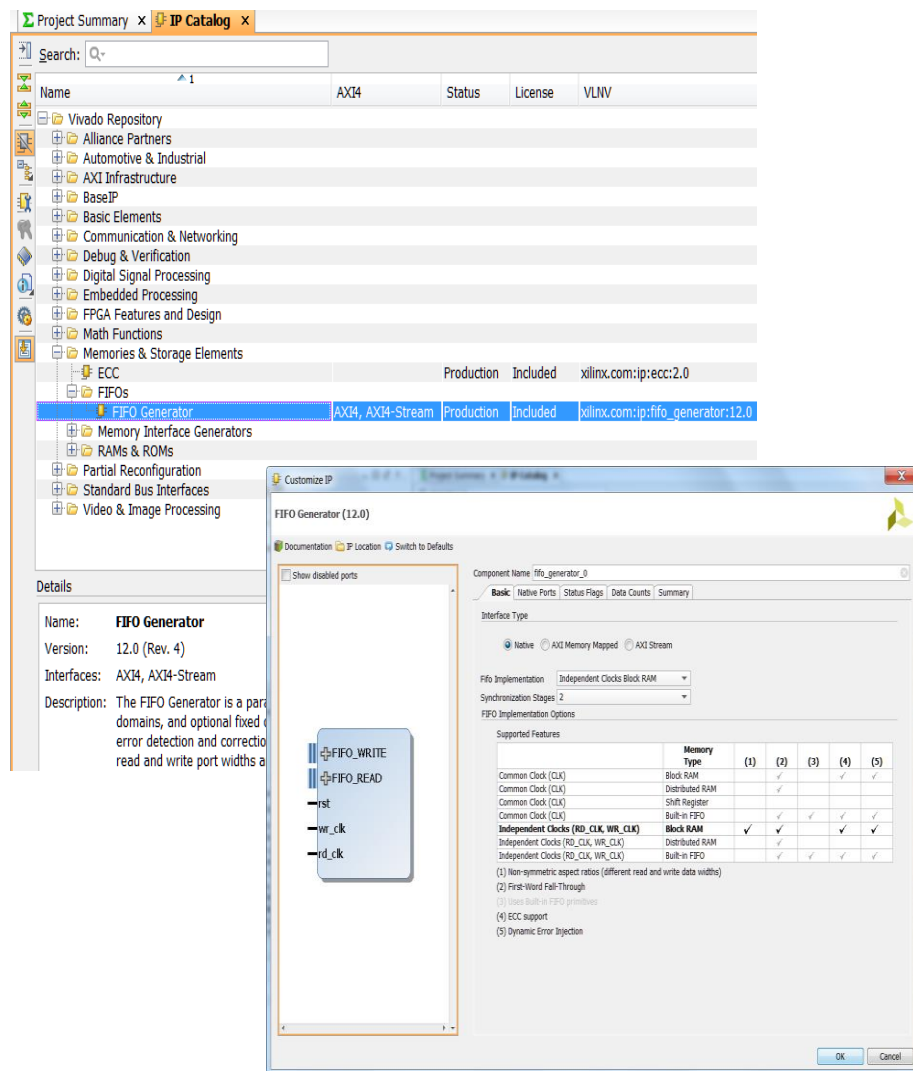 Project Summary × IP Catalog ×
Search:
Name 1 AXI4 Status License VLNV
Vivado Repository
Alliance Partners
Automotive & Industrial
AXI Infrastructure
BaseIP
Basic Elements
Communication & Networking
Debug & Verification
Digital Signal Processing
Embedded Processing
FPGA Features and Design
Math Functions
Memories & Storage Elements
ECC Production Included xilinx.com:ip:ecc:2.0
FIFOs
FIFO Generator AXI4, AXI4-Stream Production Included xilinx.com:ip:fifo_generator:12.0
Memory Interface Generators
RAMs & ROMs
Partial Reconfiguration
Standard Bus Interfaces
Video & Image Processing
Details
Name: FIFO Generator
Version: 12.0 (Rev. 4)
Interfaces: AXI4, AXI4-Stream
Description: The FIFO Generator is a para
domains, and optional fixed
error detection and correctio
read and write port widths a
Customize IP
FIFO Generator (12.0)
Documentation IP Location Switch to Defaults
Show disabled ports
FIFO_WRITE
FIFO_READ
rst
wr_clk
rd_clk
Component Name fifo_generator_0
Basic Native Ports Status Flags Data Counts Summary
Interface Type
Native AXI Memory Mapped AXI Stream
Fifo Implementation Independent Clocks Block RAM
Synchronization Stages 2
FIFO Implementation Options
Supported Features
Memory Type (1) (2) (3) (4) (5)
Common Clock (CLK) Block RAM ✓ ✓ ✓
Common Clock (CLK) Distributed RAM ✓
Common Clock (CLK) Shift Register
Common Clock (CLK) Built-in FIFO ✓ ✓ ✓ ✓
Independent Clocks (RD_CLK, WR_CLK) Block RAM ✓ ✓ ✓ ✓
Independent Clocks (RD_CLK, WR_CLK) Distributed RAM ✓
Independent Clocks (RD_CLK, WR_CLK) Built-in FIFO ✓ ✓ ✓ ✓
(1) Non-symmetric aspect ratios (different read and write data widths)
(2) First-Word Fall-Through
(3) Uses Built-in FIFO primitives
(4) ECC support
(5) Dynamic Error Injection
OK Cancel